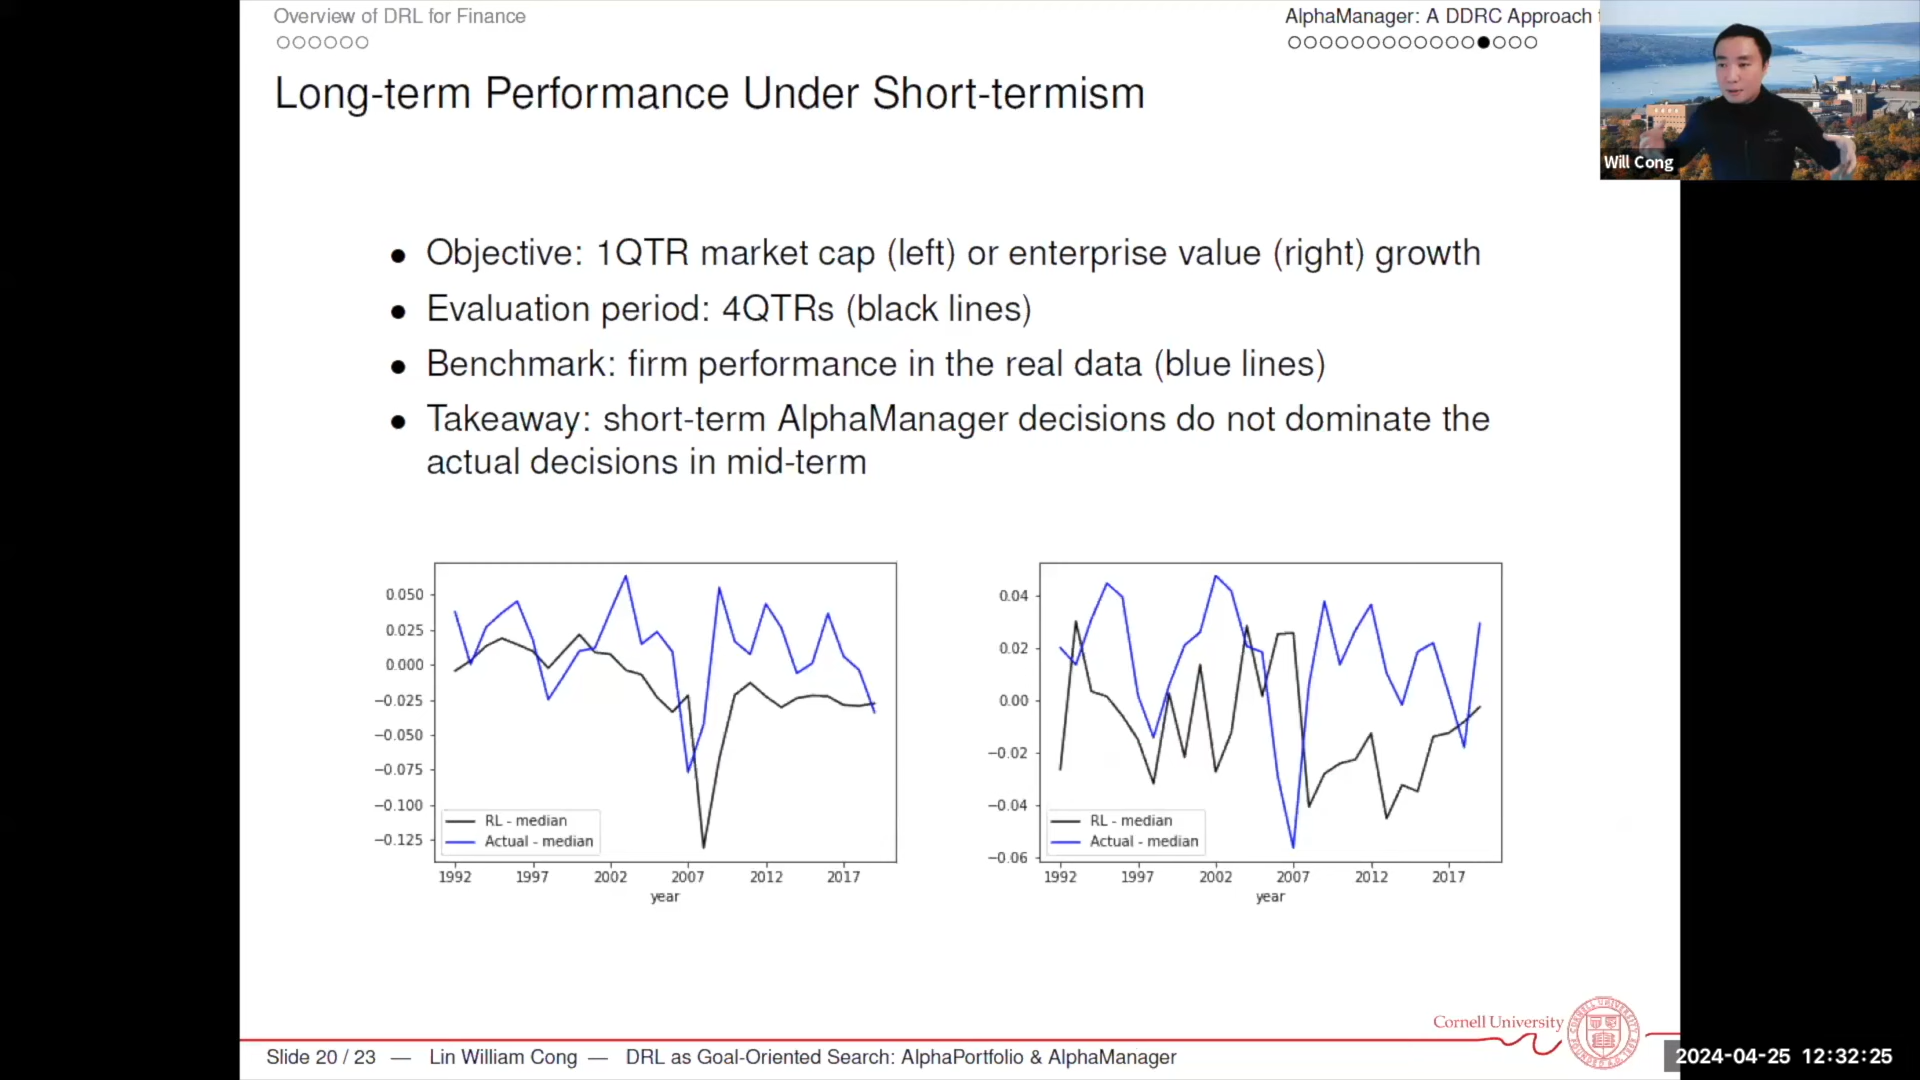 Overview of DRL for Finance
AlphaManager: A DDRC Approach
Long-term Performance Under Short-termism
Will Cong
• Objective: 1QTR market cap (left) or enterprise value (right) growth
• Evaluation period: 4QTRs (black lines)
• Benchmark: firm performance in the real data (blue lines)
• Takeaway: short-term AlphaManager decisions do not dominate the
actual decisions in mid-term
0.050
0.025
0.000
−0.025
−0.050
−0.075
−0.100
−0.125
RL - median
Actual - median
1992 1997 2002 2007 2012 2017
year
0.04
0.02
0.00
−0.02
−0.04
−0.06
RL - median
Actual - median
1992 1997 2002 2007 2012 2017
year
Cornell University
Slide 20 / 23 — Lin William Cong — DRL as Goal-Oriented Search: AlphaPortfolio & AlphaManager
2024-04-25 12:32:25